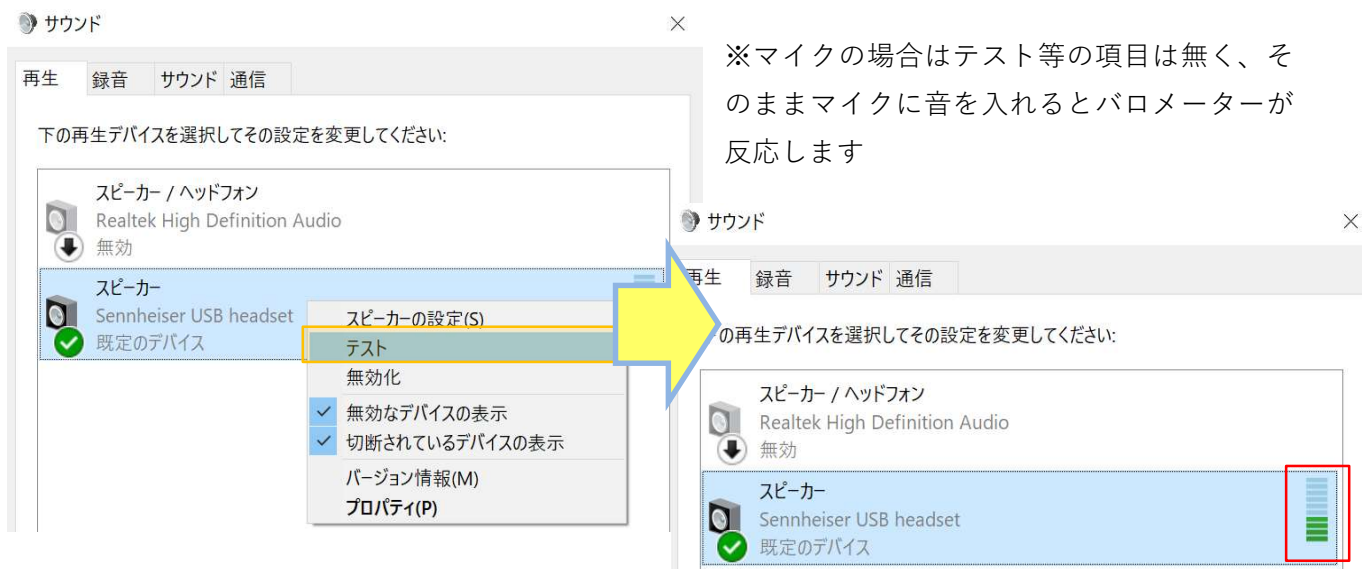 サウンド
再生 録音 サウンド 通信
下の再生デバイスを選択してその設定を変更してください:
スピーカー / ヘッドフォン
Realtek High Definition Audio
無効
スピーカー
Sennheiser USB headset
既定のデバイス
スピーカーの設定(S)
テスト
無効化
無効なデバイスの表示
切断されているデバイスの表示
バージョン情報(M)
プロパティ(P)
※マイクの場合はテスト等の項目は無く、そ
のままマイクに音を入れるとバロメーターが
反応します
サウンド
再生 録音 サウンド 通信
の再生デバイスを選択してその設定を変更してください:
スピーカー / ヘッドフォン
Realtek High Definition Audio
無効
スピーカー
Sennheiser USB headset
既定のデバイス